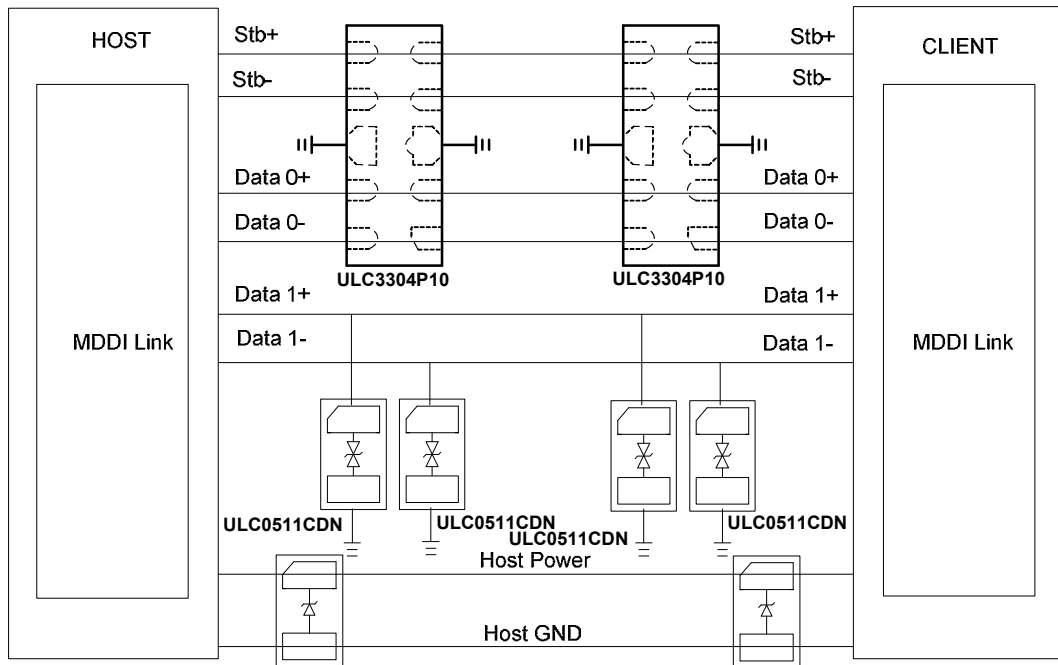 HOST
Stb+
Stb+
CLIENT
Stb-
Stb-
Data 0+
Data 0+
Data 0-
Data 0-
ULC3304P10
ULC3304P10
Data 1+
Data 1+
MDDI Link
Data 1-
Data 1-
MDDI Link
ULC0511CDN
ULC0511CDN
ULC0511CDN
ULC0511CDN
Host Power
Host GND